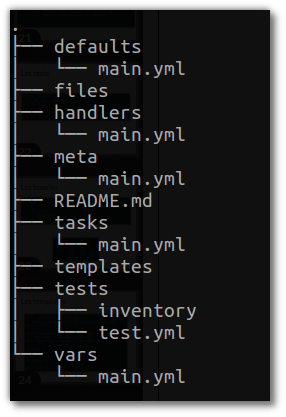 .
├── defaults
│   └── main.yml
├── files
├── handlers
│   └── main.yml
├── meta
│   └── main.yml
├── README.md
├── tasks
│   └── main.yml
├── templates
├── tests
│   ├── inventory
│   └── test.yml
└── vars
    └── main.yml